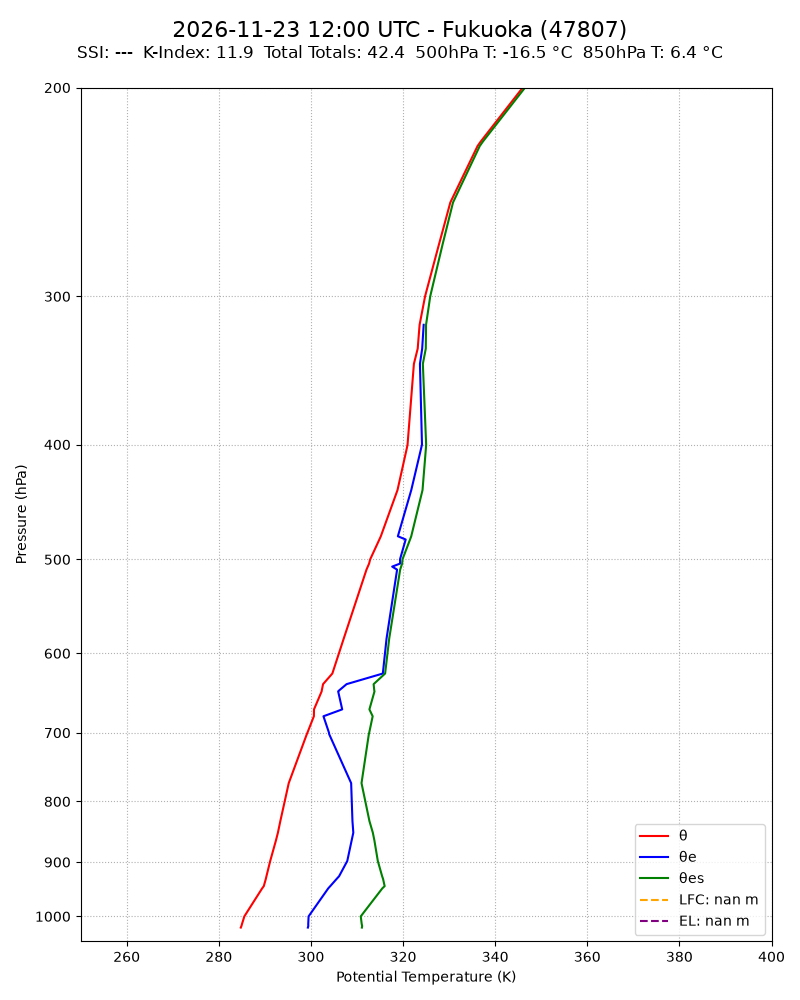 2026-11-23 12:00 UTC - Fukuoka (47807)
SSI: ---  K-Index: 11.9  Total Totals: 42.4  500hPa T: -16.5 °C  850hPa T: 6.4 °C
200
300
400
500
600
700
800
900
1000
Pressure (hPa)
θ
θe
θes
LFC: nan m
EL: nan m
260 280 300 320 340 360 380 400
Potential Temperature (K)